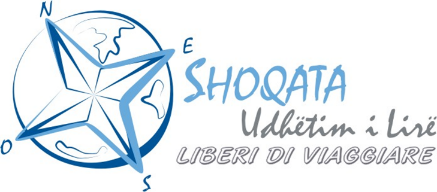 N
E
O
S
SHOQATA
Udhëtim i Lirë
LIBERI DI VIAGGIARE